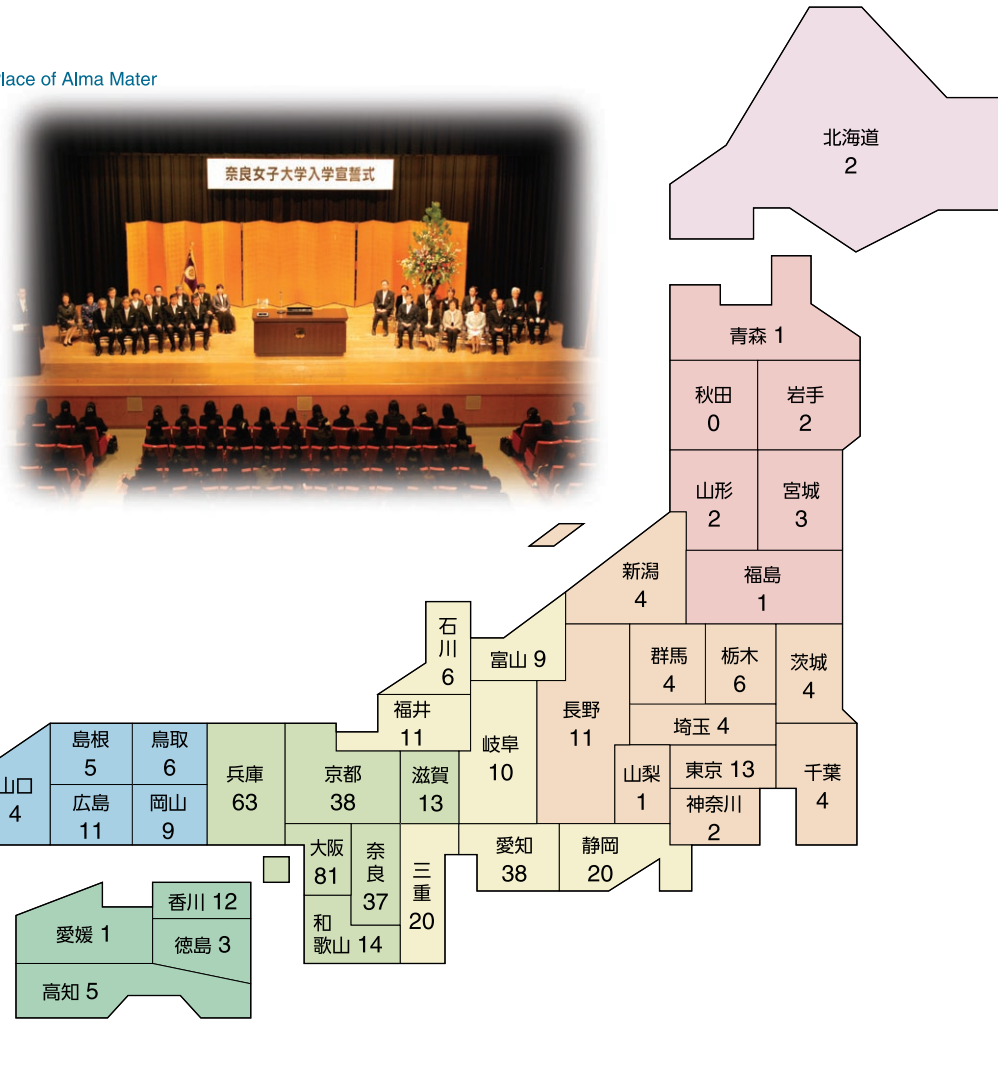 Place of Alma Mater
奈良女子大学入学宣誓式
北海道
2
青森 1
秋田
0
岩手
2
山形
2
宮城
3
新潟
4
福島
1
石川
6
富山 9
群馬
4
栃木
6
茨城
4
福井
11
岐阜
10
長野
11
埼玉 4
山梨
1
東京 13
千葉
4
神奈川
2
山口
4
島根
5
鳥取
6
広島
11
岡山
9
兵庫
63
京都
38
滋賀
13
大阪
81
奈良
37
三重
20
愛知
38
静岡
20
和
歌山 14
香川 12
愛媛 1
徳島 3
高知 5